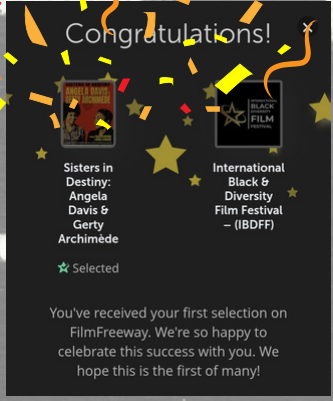 Congratulations!
ANGELA DAVIS
GERTY ARCHIMÈDE
INTERNATIONAL
BLACK
DIVERSITY
FILM
FESTIVAL
Sisters in
Destiny:
Angela
Davis &
Gerty
Archimède
International
Black &
Diversity
Film Festival
– (IBDFF)
Selected
You've received your first selection on
FilmFreeway. We're so happy to
celebrate this success with you. We
hope this is the first of many!